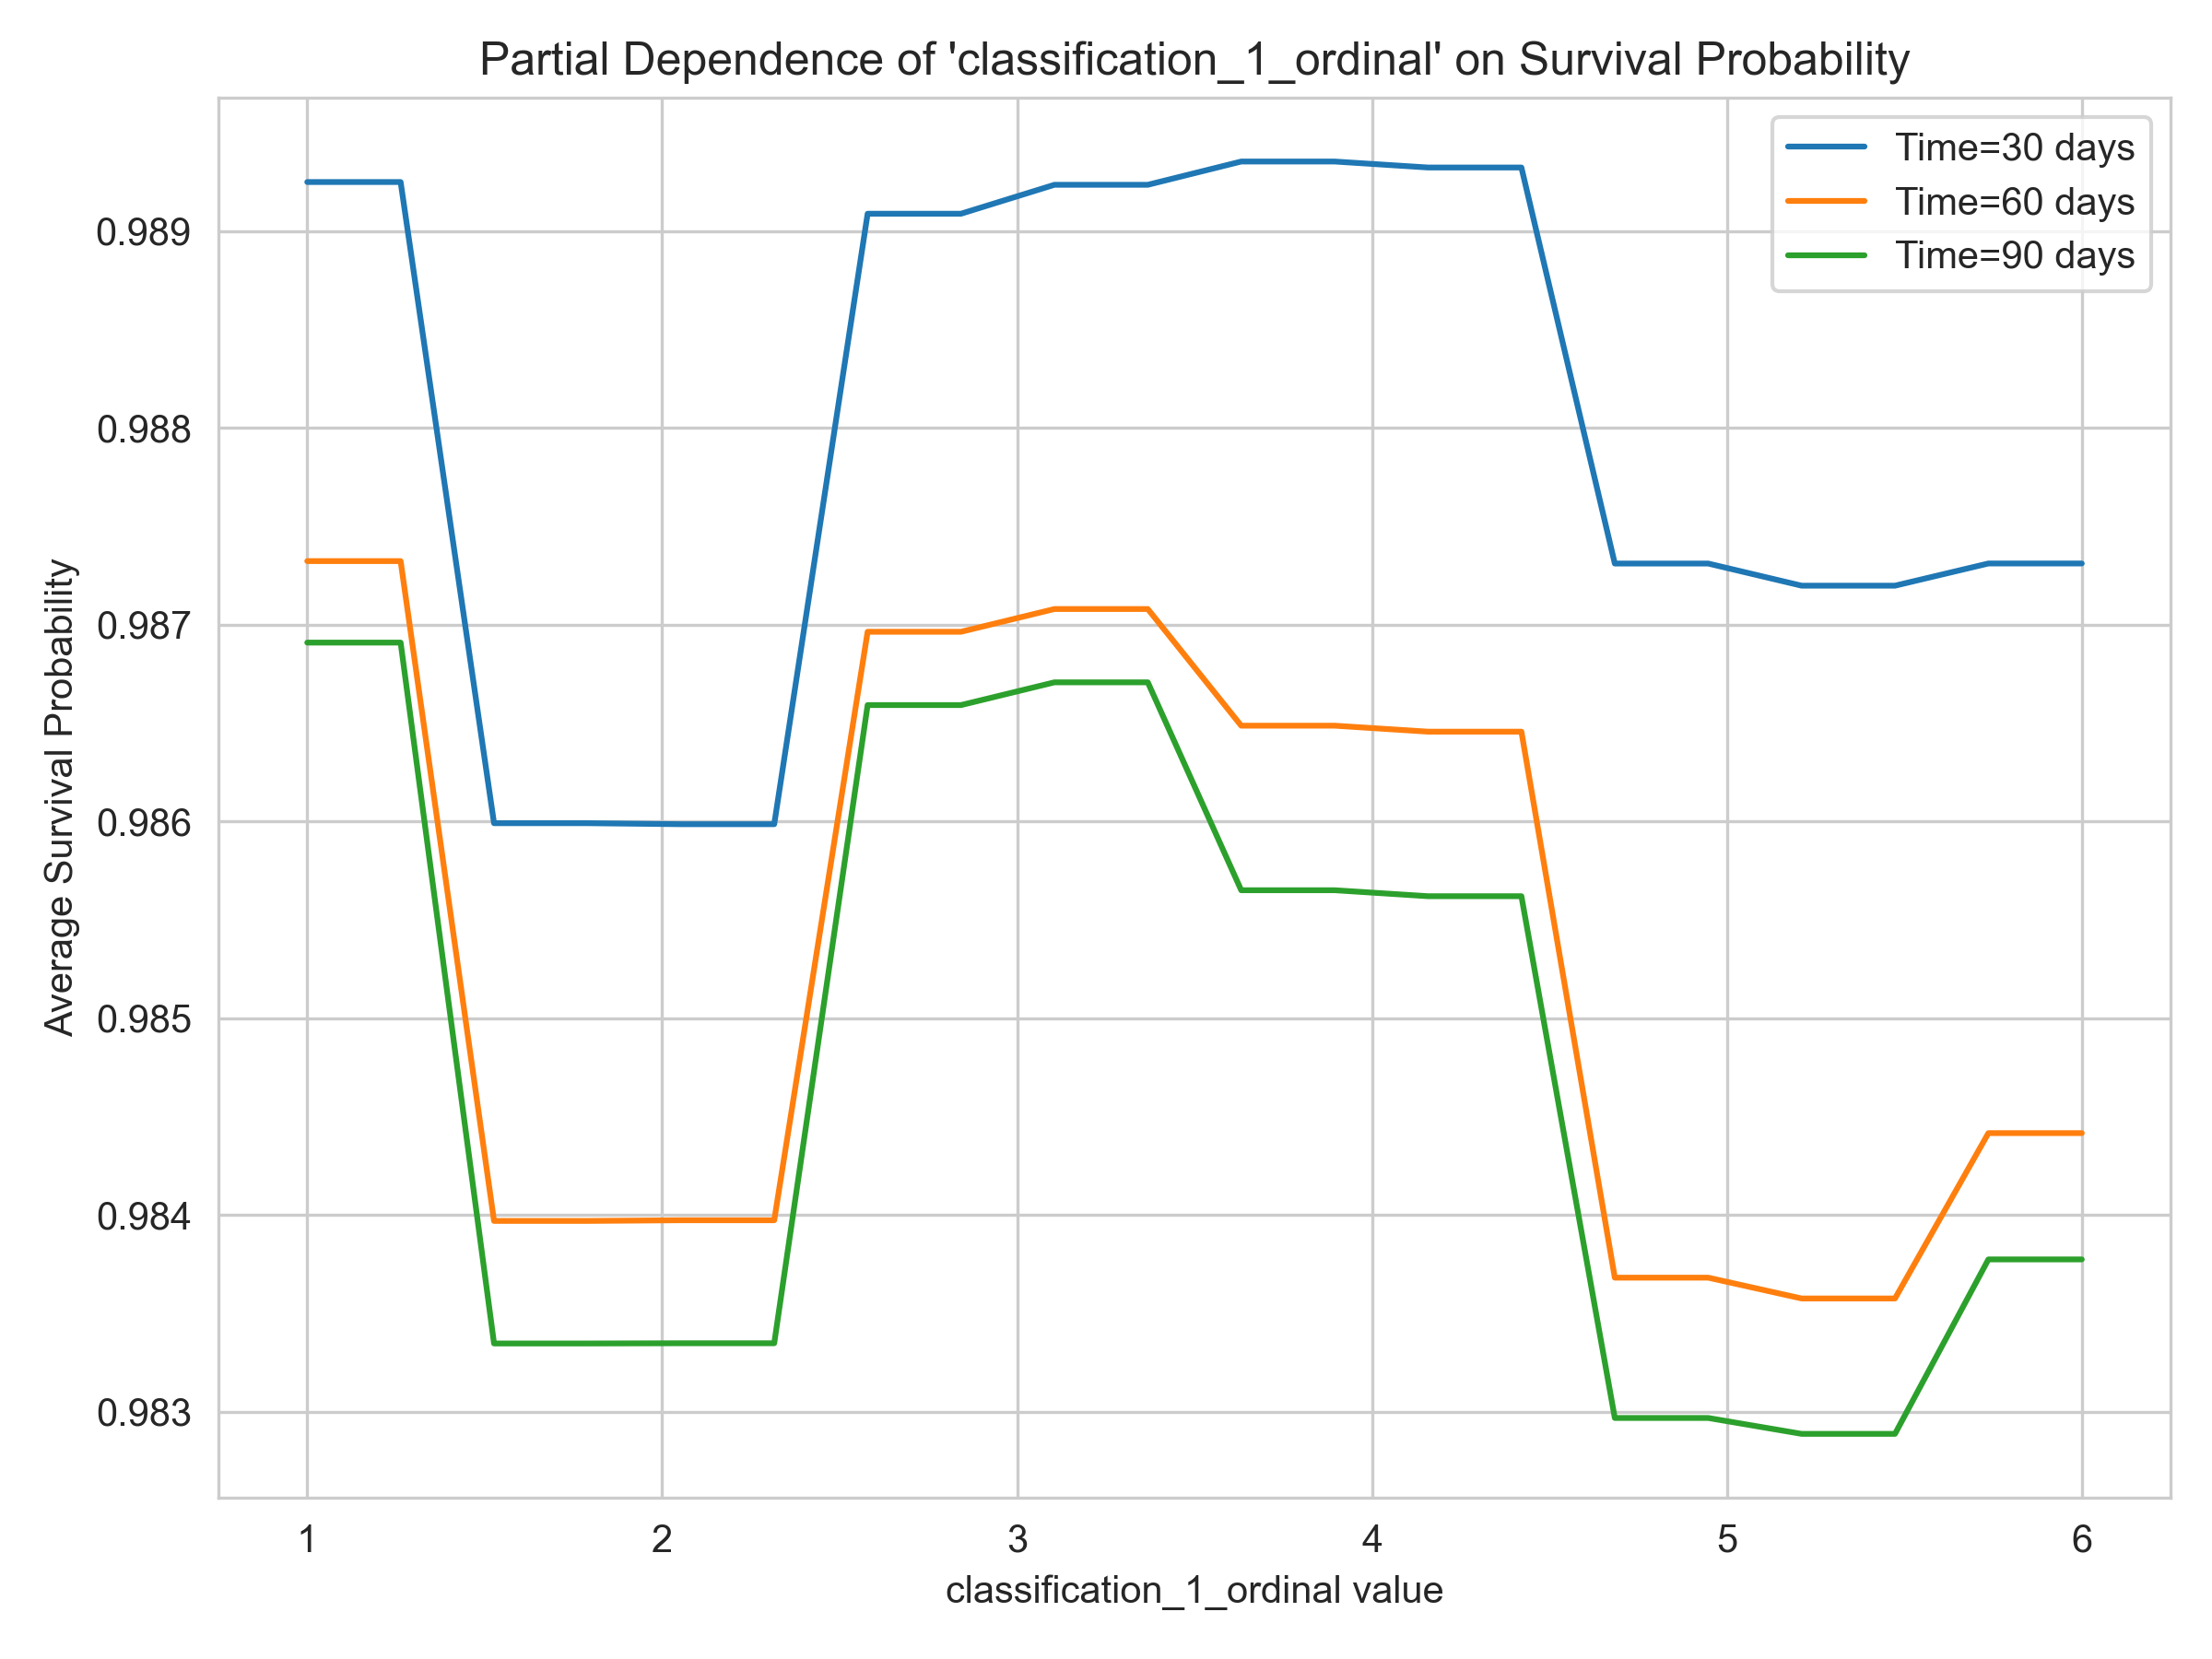 Partial Dependence of 'classification_1_ordinal' on Survival Probability
Time=30 days
Time=60 days
Time=90 days
Average Survival Probability
0.989
0.988
0.987
0.986
0.985
0.984
0.983
1 2 3 4 5 6
classification_1_ordinal value